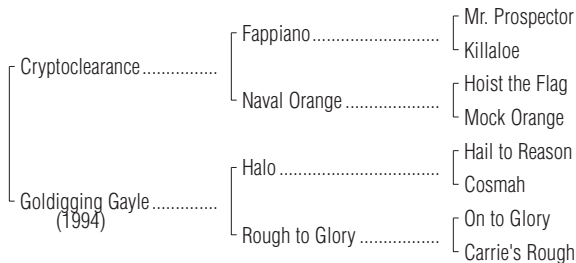 Mr. Prospector
Fappiano
Killaloe
Cryptoclearance
Hoist the Flag
Naval Orange
Mock Orange
Hail to Reason
Halo
Cosmah
Goldigging Gayle
(1994)
On to Glory
Rough to Glory
Carrie's Rough